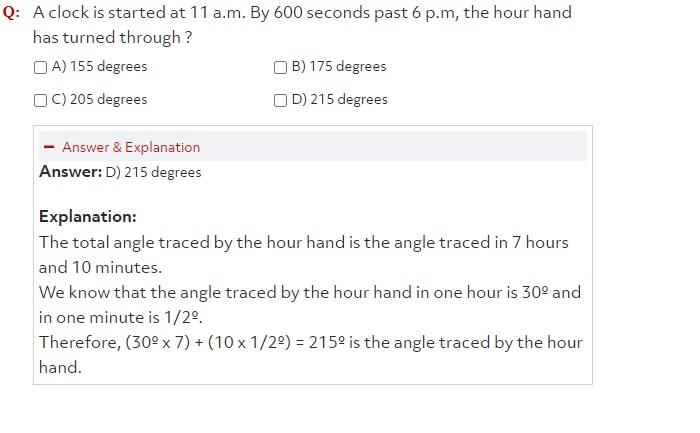 Q: A clock is started at 11 a.m. By 600 seconds past 6 p.m, the hour hand
has turned through ?
A) 155 degrees B) 175 degrees
C) 205 degrees D) 215 degrees
Answer & Explanation
Answer: D) 215 degrees
Explanation:
The total angle traced by the hour hand is the angle traced in 7 hours
and 10 minutes.
We know that the angle traced by the hour hand in one hour is 30º and
in one minute is 1/2º.
Therefore, (30º x 7) + (10 x 1/2º) = 215º is the angle traced by the hour
hand.